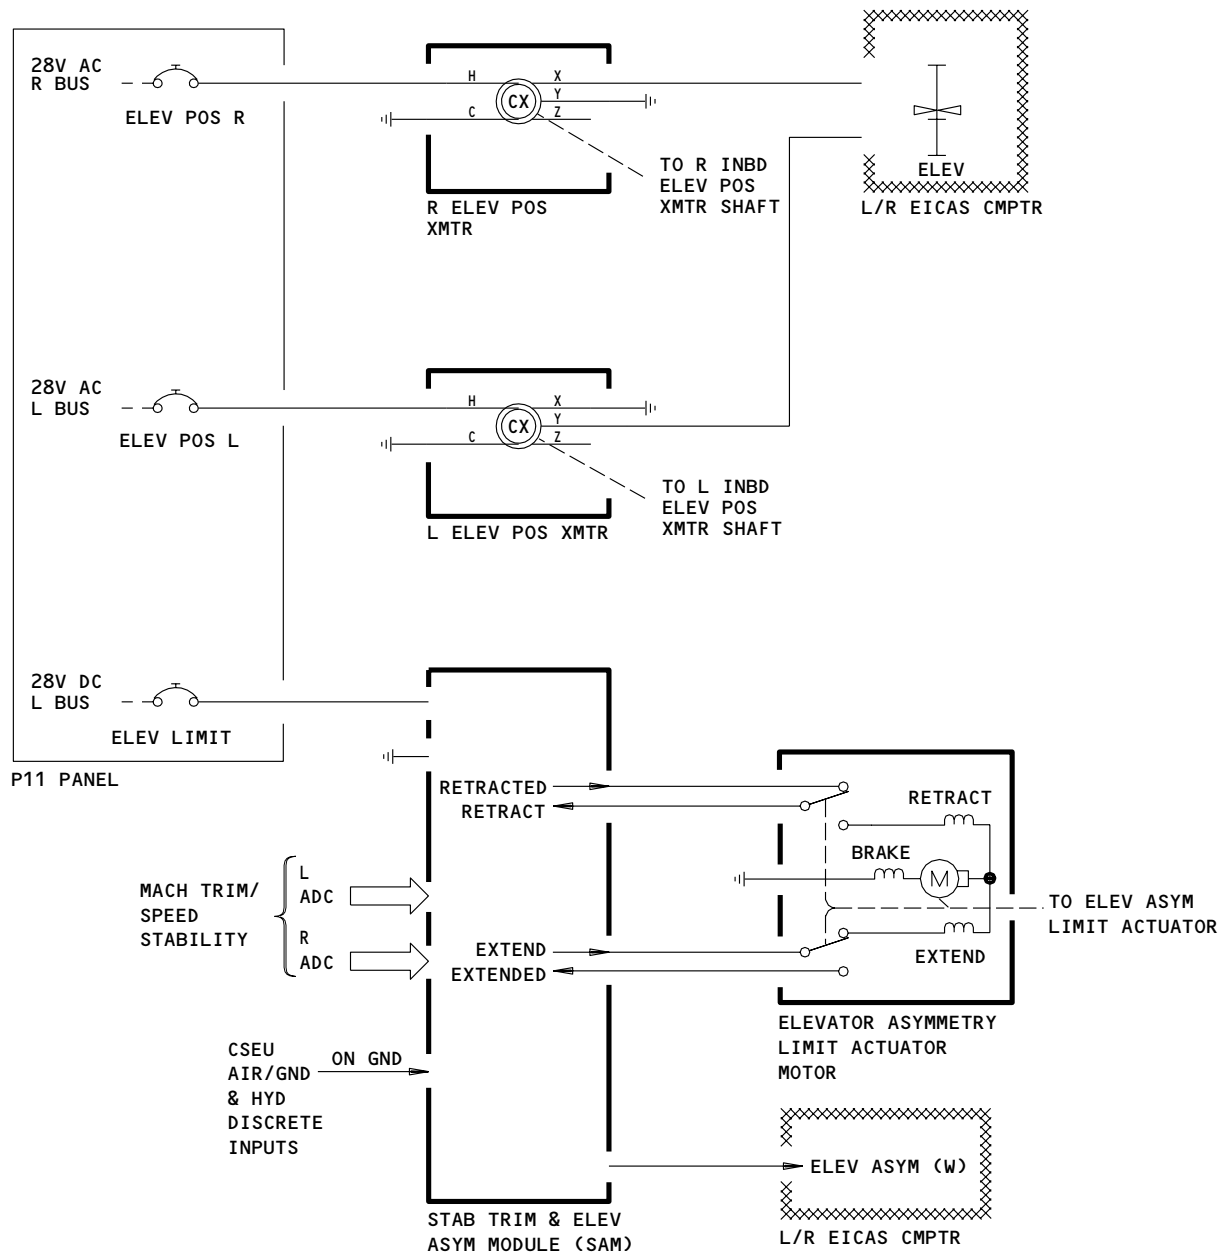 28V AC
R BUS
ELEV POS R
H
C
CX
X
Y
Z
TO R INBD
ELEV POS
XMTR SHAFT
R ELEV POS
XMTR
ELEV
L/R EICAS CMPTR
28V AC
L BUS
ELEV POS L
H
C
CX
X
Y
Z
TO L INBD
ELEV POS
XMTR SHAFT
L ELEV POS XMTR
28V DC
L BUS
ELEV LIMIT
P11 PANEL
RETRACTED
RETRACT
RETRACT
BRAKE
M
EXTEND
TO ELEV ASYM
LIMIT ACTUATOR
MACH TRIM/
SPEED
STABILITY
L
ADC
R
ADC
EXTEND
EXTENDED
ELEVATOR ASYMMETRY
LIMIT ACTUATOR
MOTOR
CSEU
AIR/GND
& HYD
DISCRETE
INPUTS
ON GND
ELEV ASYM (W)
L/R EICAS CMPTR
STAB TRIM & ELEV
ASYM MODULE (SAM)